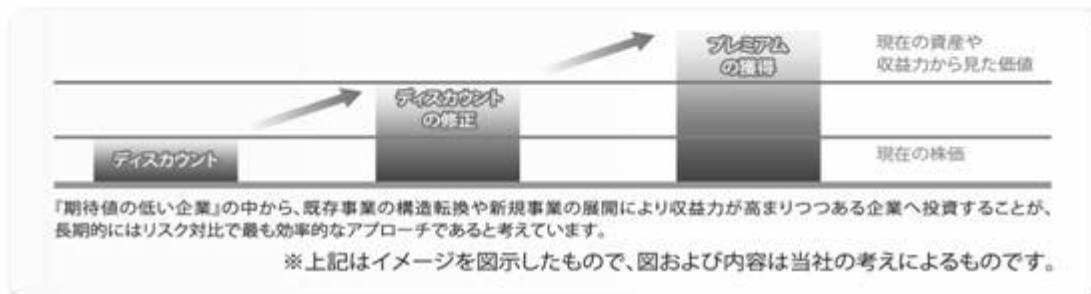 プレミアム
の獲得
現在の資産や
収益力から見た価値
ディスカウント
の修正
ディスカウント
現在の株価
『期待値の低い企業』の中から、既存事業の構造転換や新規事業の展開により収益力が高まりつつある企業へ投資することが、
長期的にはリスク対比で最も効率的なアプローチであると考えています。
※上記はイメージを図示したもので、図および内容は当社の考えによるものです。